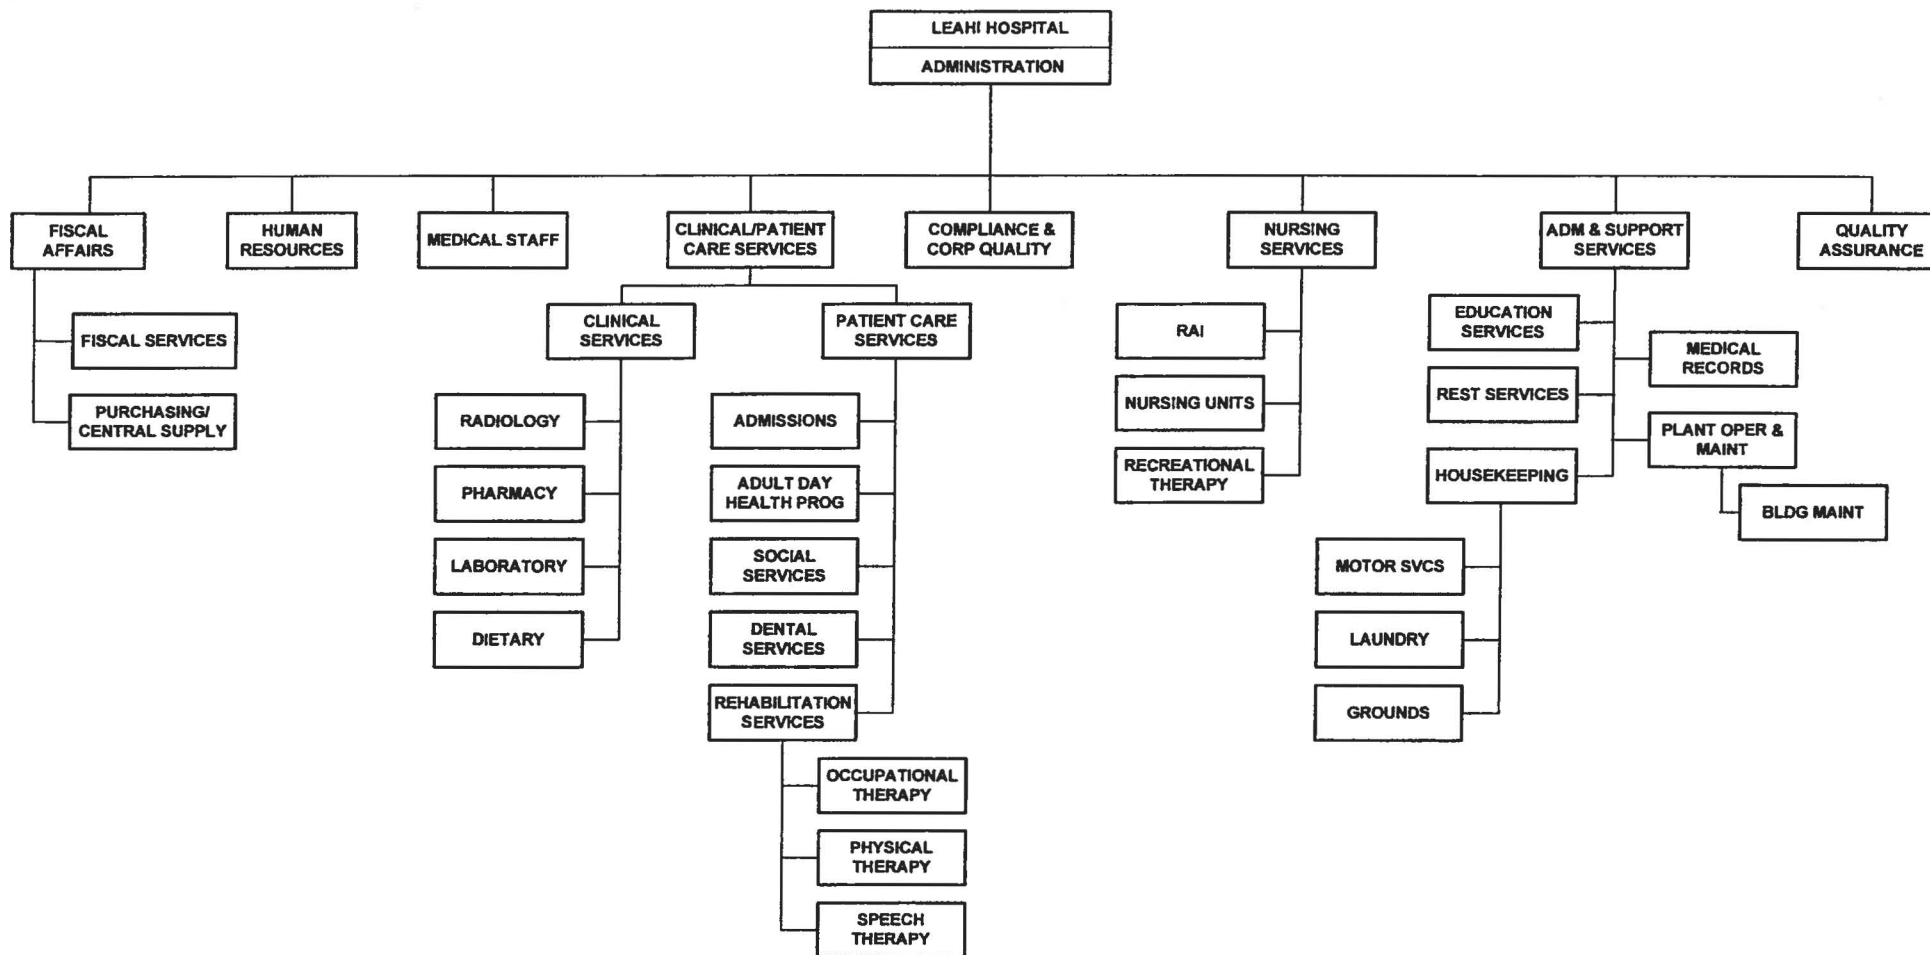 LEAHI HOSPITAL
ADMINISTRATION
FISCAL
AFFAIRS
HUMAN
RESOURCES
MEDICAL STAFF
CLINICAL/PATIENT
CARE SERVICES
COMPLIANCE &
CORP QUALITY
NURSING
SERVICES
ADM & SUPPORT
SERVICES
QUALITY
ASSURANCE
FISCAL SERVICES
PURCHASING/
CENTRAL SUPPLY
CLINICAL
SERVICES
RADIOLOGY
PHARMACY
LABORATORY
DIETARY
PATIENT CARE
SERVICES
ADMISSIONS
ADULT DAY
HEALTH PROG
SOCIAL
SERVICES
DENTAL
SERVICES
REHABILITATION
SERVICES
OCCUPATIONAL
THERAPY
PHYSICAL
THERAPY
SPEECH
THERAPY
RAI
NURSING UNITS
RECREATIONAL
THERAPY
EDUCATION
SERVICES
MEDICAL
RECORDS
REST SERVICES
PLANT OPER &
MAINT
BLDG MAINT
HOUSEKEEPING
MOTOR SVCS
LAUNDRY
GROUNDS